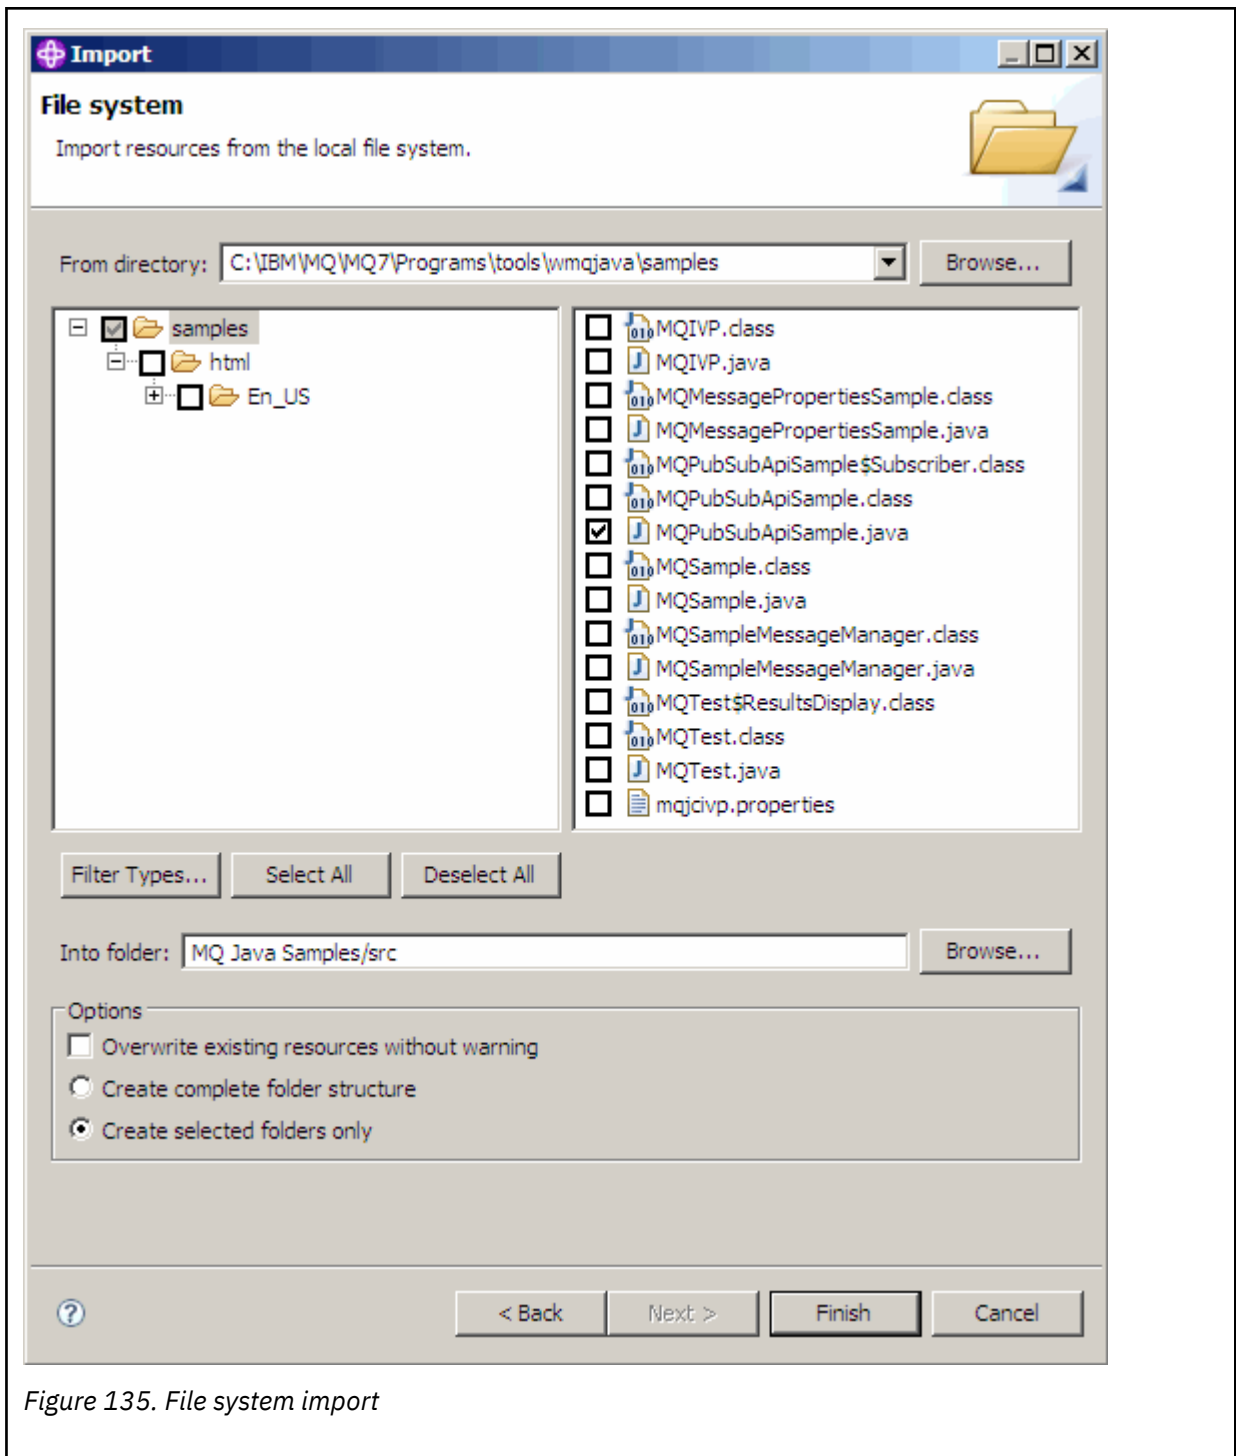 Import
File system
Import resources from the local file system.
From directory: C:\IBM\MQ\MQ7\Programs\tools\wmqjava\samples Browse...
samples
html
En_US
MQIVP.class
MQIVP.java
MQMessagePropertiesSample.class
MQMessagePropertiesSample.java
MQPubSubApiSample$Subscriber.class
MQPubSubApiSample.class
MQPubSubApiSample.java
MQSample.class
MQSample.java
MQSampleMessageManager.class
MQSampleMessageManager.java
MQTest$ResultsDisplay.class
MQTest.class
MQTest.java
mqjcivp.properties
Filter Types... Select All Deselect All
Into folder: MQ Java Samples/src Browse...
Options
Overwrite existing resources without warning
Create complete folder structure
Create selected folders only
< Back Next > Finish Cancel
Figure 135. File system import